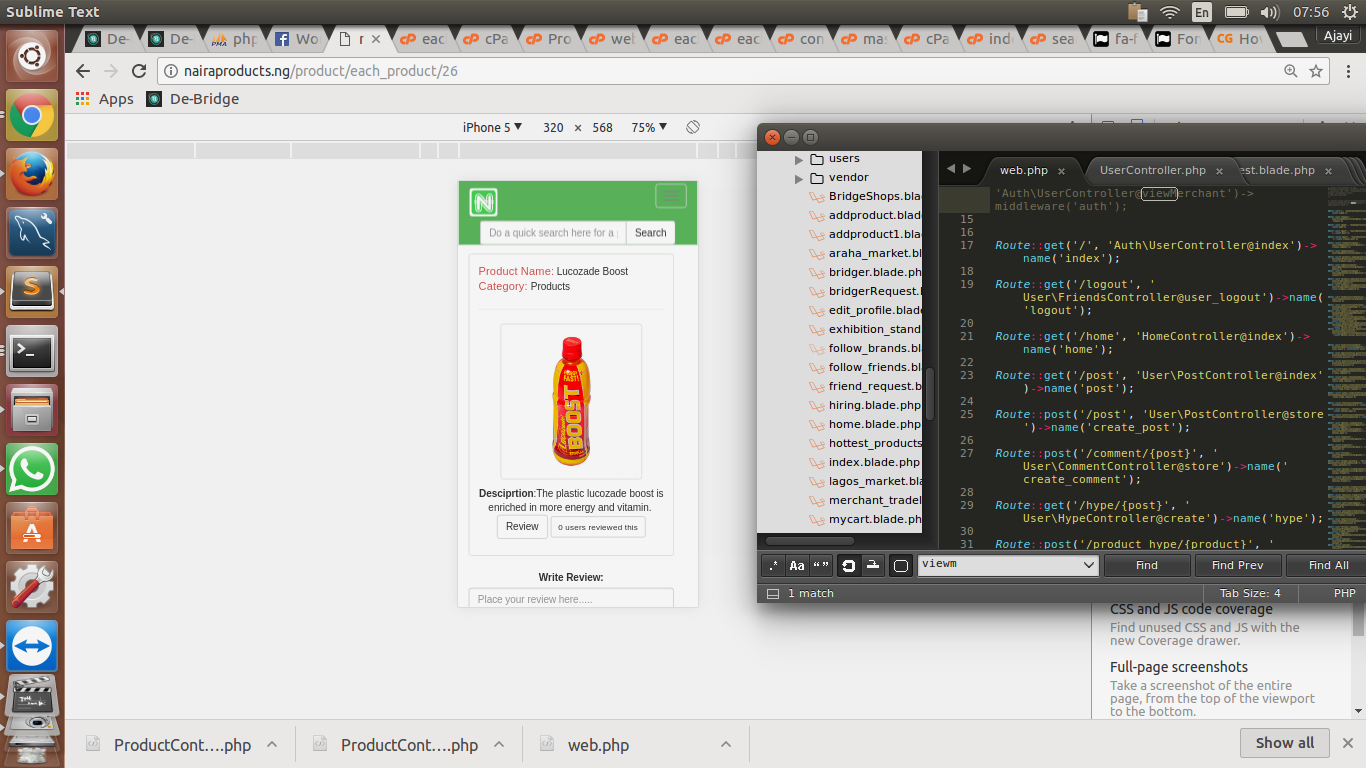 Sublime Text
En
07:56
De-
De-
php
Wo
r
eac
cPa
Pro
web
eac
eac
con
mas
cPa
ind
sea
fa-f
Fon
CG Hov
Ajayi
nairaproducts.ng/product/each_product/26
Apps
De-Bridge
iPhone 5
320 × 568
75%
N
Do a quick search here for a
Search
Product Name: Lucozade Boost
Category: Products
BOOST
Desciprtion:The plastic lucozade boost is
enriched in more energy and vitamin.
Review
0 users reviewed this
Write Review:
Place your review here.....
users
vendor
BridgeShops.bla
addproduct.blad
addproduct1.bla
araha_market.bl
bridger.blade.ph
bridgerRequest.b
edit_profile.blade
exhibition_stand
follow_brands.bl
follow_friends.bl
friend_request.b
hiring.blade.php
home.blade.php
hottest_products
index.blade.php
lagos_market.bla
merchant_tradel
mycart.blade.ph
web.php ×
UserController.php ×
est.blade.php ×
'Auth\UserController@viewMerchant')->
middleware('auth');
15
16
17 Route::get('/', 'Auth\UserController@index')->
name('index');
18
19 Route::get('/logout', '
User\FriendsController@user_logout')->name(
'logout');
20
21 Route::get('/home', 'HomeController@index')->
name('home');
22
23 Route::get('/post', 'User\PostController@index'
)->name('post');
24
25 Route::post('/post', 'User\PostController@store
')->name('create_post');
26
27 Route::post('/comment/{post}', '
User\CommentController@store')->name('
create_comment');
28
29 Route::get('/hype/{post}', '
User\HypeController@create')->name('hype');
30
31 Route::post('/product_hype/{product}', '
.*
Aa
“”
viewm
Find
Find Prev
Find All
1 match
Tab Size: 4
PHP
CSS and JS code coverage
Find unused CSS and JS with the
new Coverage drawer.
Full-page screenshots
Take a screenshot of the entire
page, from the top of the viewport
to the bottom.
ProductCont....php
ProductCont....php
web.php
Show all